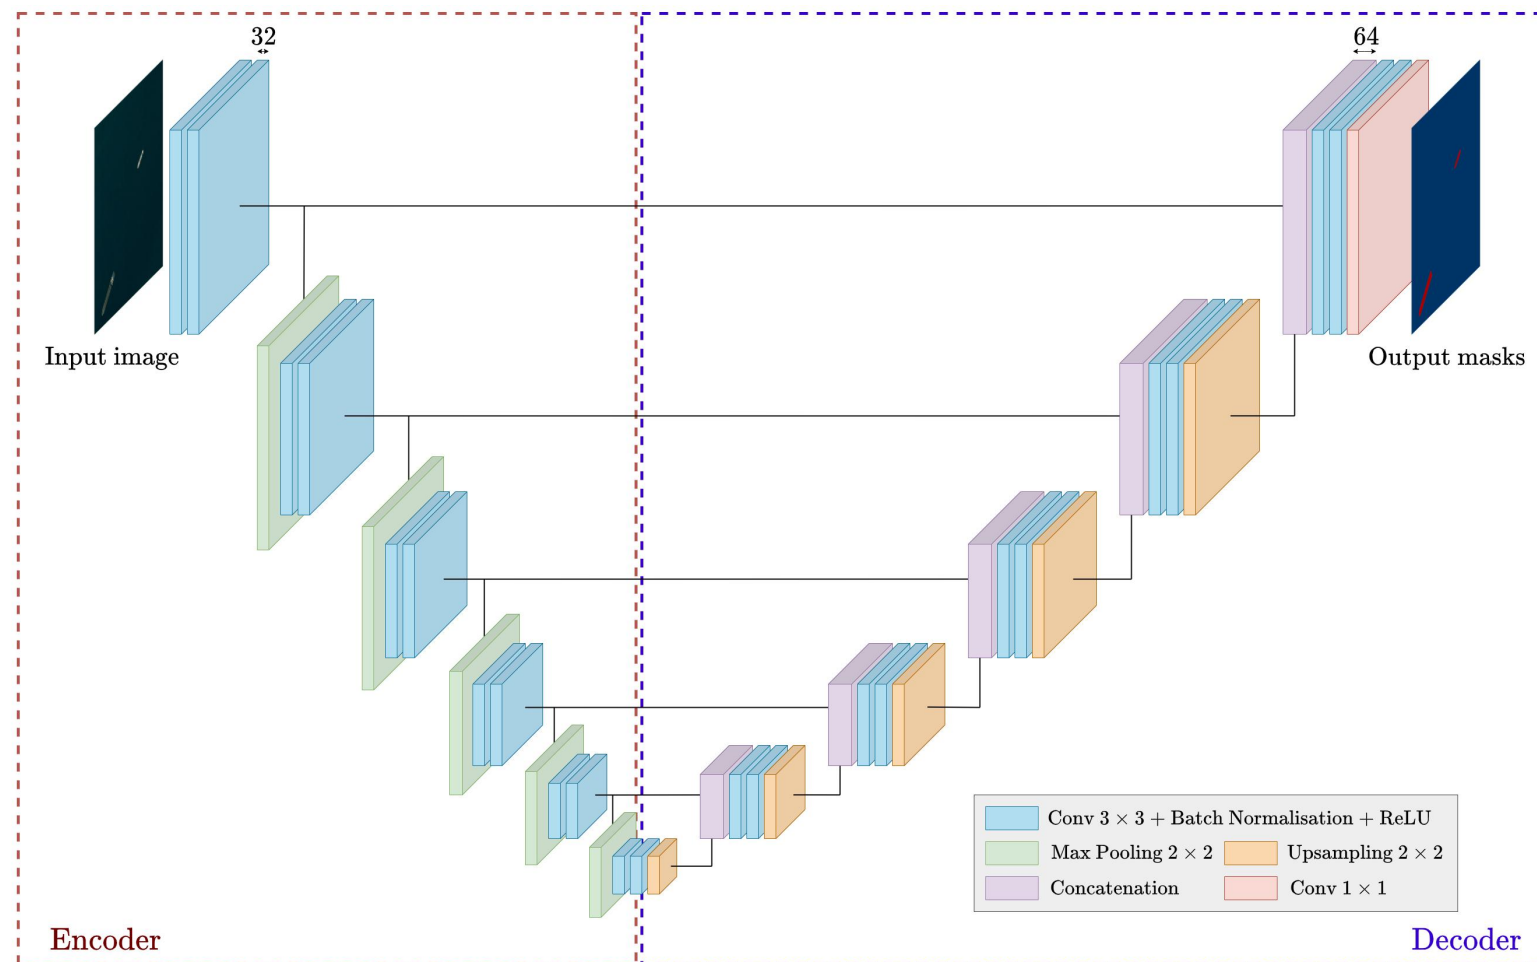 32
64
Input image
Output masks
Conv 3 × 3 + Batch Normalisation + ReLU
Max Pooling 2 × 2
Upsampling 2 × 2
Concatenation
Conv 1 × 1
Encoder
Decoder